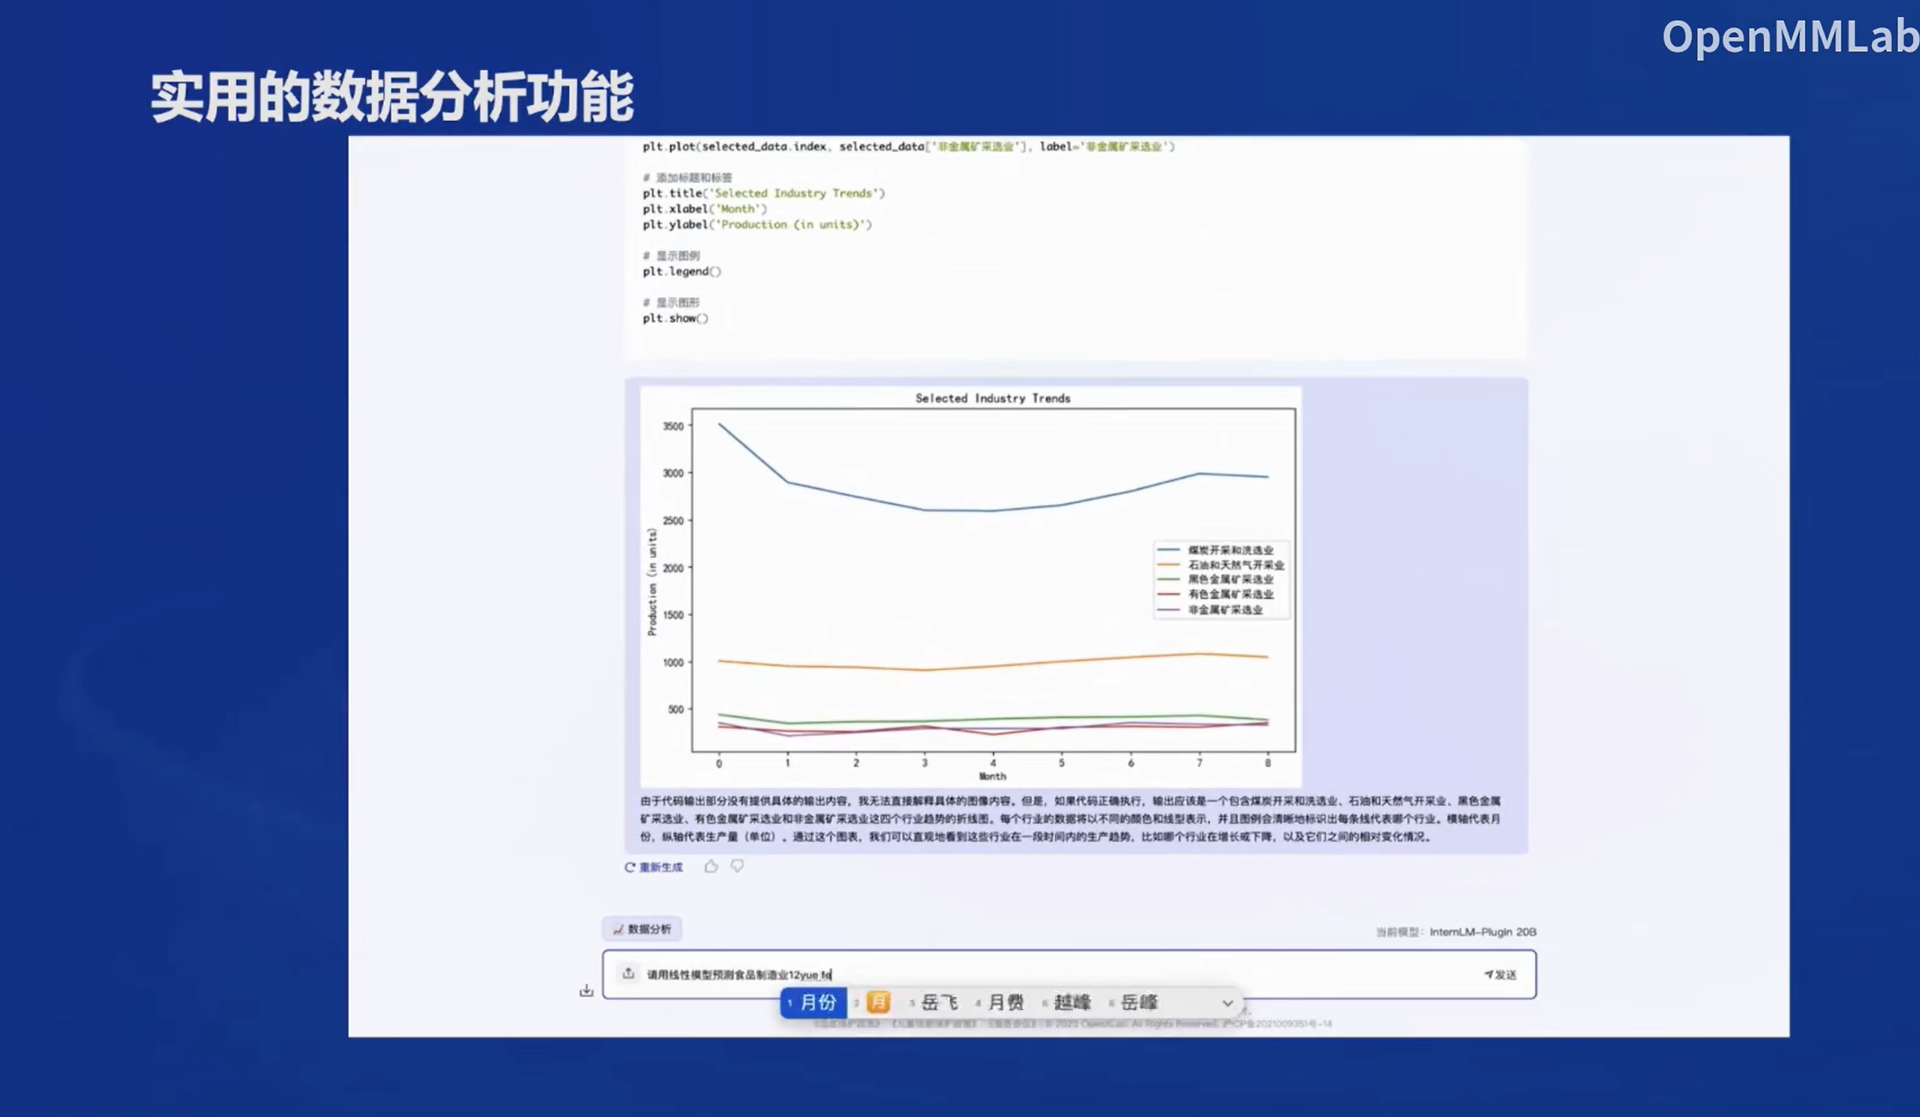 OpenMMLab
实用的数据分析功能
plt.plot(selected_data.index, selected_data['非金属矿采选业'], label='非金属矿采选业')
# 添加标题和标签
plt.title('Selected Industry Trends')
plt.xlabel('Month')
plt.ylabel('Production (in units)')
# 显示图例
plt.legend()
# 显示图形
plt.show()
Selected Industry Trends
3500
3000
2500
2000
1500
1000
500
Production (in units)
煤炭开采和洗选业
石油和天然气开采业
黑色金属矿采选业
有色金属矿采选业
非金属矿采选业
0 1 2 3 4 5 6 7 8
Month
由于代码输出部分没有提供具体的输出内容，我无法直接解释具体的图像内容。但是，如果代码正确执行，输出应该是一个包含煤炭开采和洗选业、石油和天然气开采业、黑色金属
矿采选业、有色金属矿采选业和非金属矿采选业这四个行业趋势的折线图。每个行业的数据将以不同的颜色和线型表示，并且图例会清晰地标识出每条线代表哪个行业。横轴代表月
份，纵轴代表生产量（单位）。通过这个图表，我们可以直观地看到这些行业在一段时间内的生产趋势，比如哪个行业在增长或下降，以及它们之间的相对变化情况。
重新生成
数据分析
当前模型：InternLM-Plugin 20B
请用线性模型预测食品制造业12yue fe
发送
1 月份 2 月 3 岳飞 4 月费 5 越峰 6 岳峰
All Rights Reserved. 沪ICP备2021009351号-14